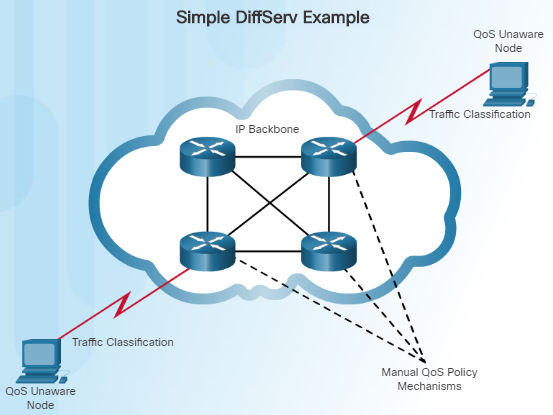 Simple DiffServ Example
QoS Unaware
Node
Traffic Classification
IP Backbone
Traffic Classification
Manual QoS Policy
Mechanisms
QoS Unaware
Node